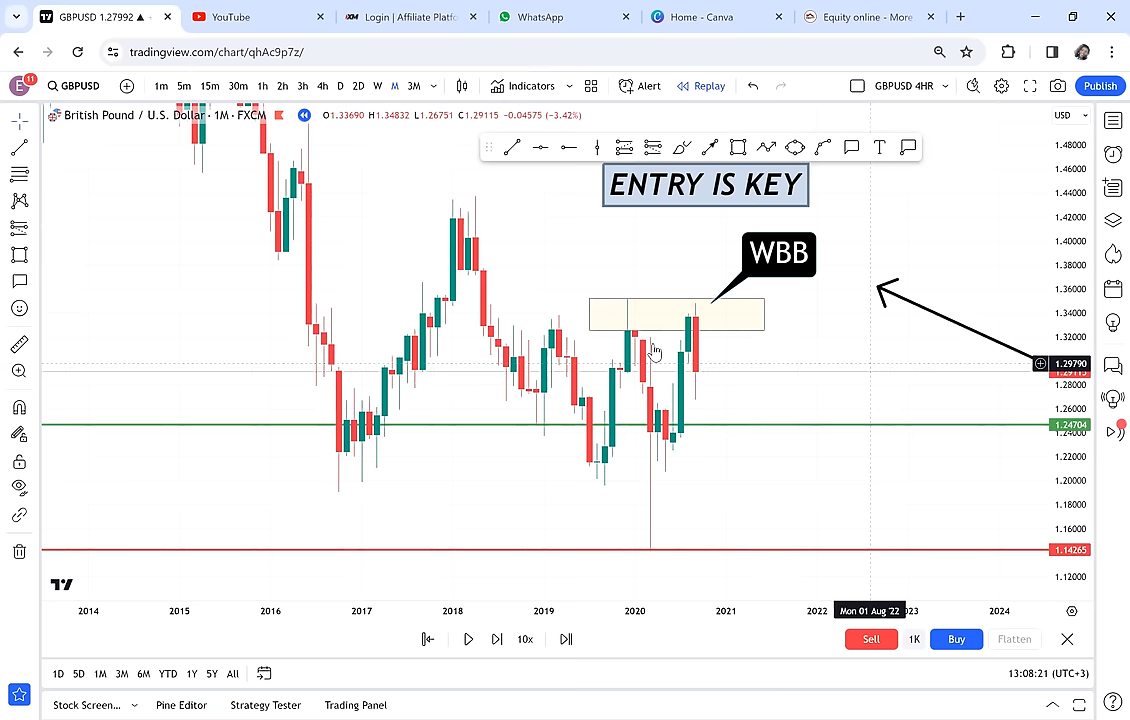 GBPUSD 1.27992
YouTube
Login | Affiliate Platf
WhatsApp
Home - Canva
Equity online - More
tradingview.com/chart/qhAc9p7z/
E
11
GBPUSD
1m 5m 15m 30m 1h 2h 3h 4h D 2D W M 3M
Indicators
Alert
Replay
GBPUSD 4HR
Publish
British Pound / U.S. Dollar · 1M · FXCM
O1.33690 H1.34832 L1.26751 C1.29115 -0.04575 (-3.42%)
USD
ENTRY IS KEY
WBB
1.48000
1.46000
1.44000
1.42000
1.40000
1.38000
1.36000
1.34000
1.32000
1.29790
1.29115
1.28000
1.26000
1.24704
1.24000
1.22000
1.20000
1.18000
1.16000
1.14265
1.12000
2014 2015 2016 2017 2018 2019 2020 2021 2022 Mon 01 Aug '22 2023 2024
10x
Sell 1K Buy Flatten
1D 5D 1M 3M 6M YTD 1Y 5Y All
13:08:21 (UTC+3)
Stock Screen... Pine Editor Strategy Tester Trading Panel